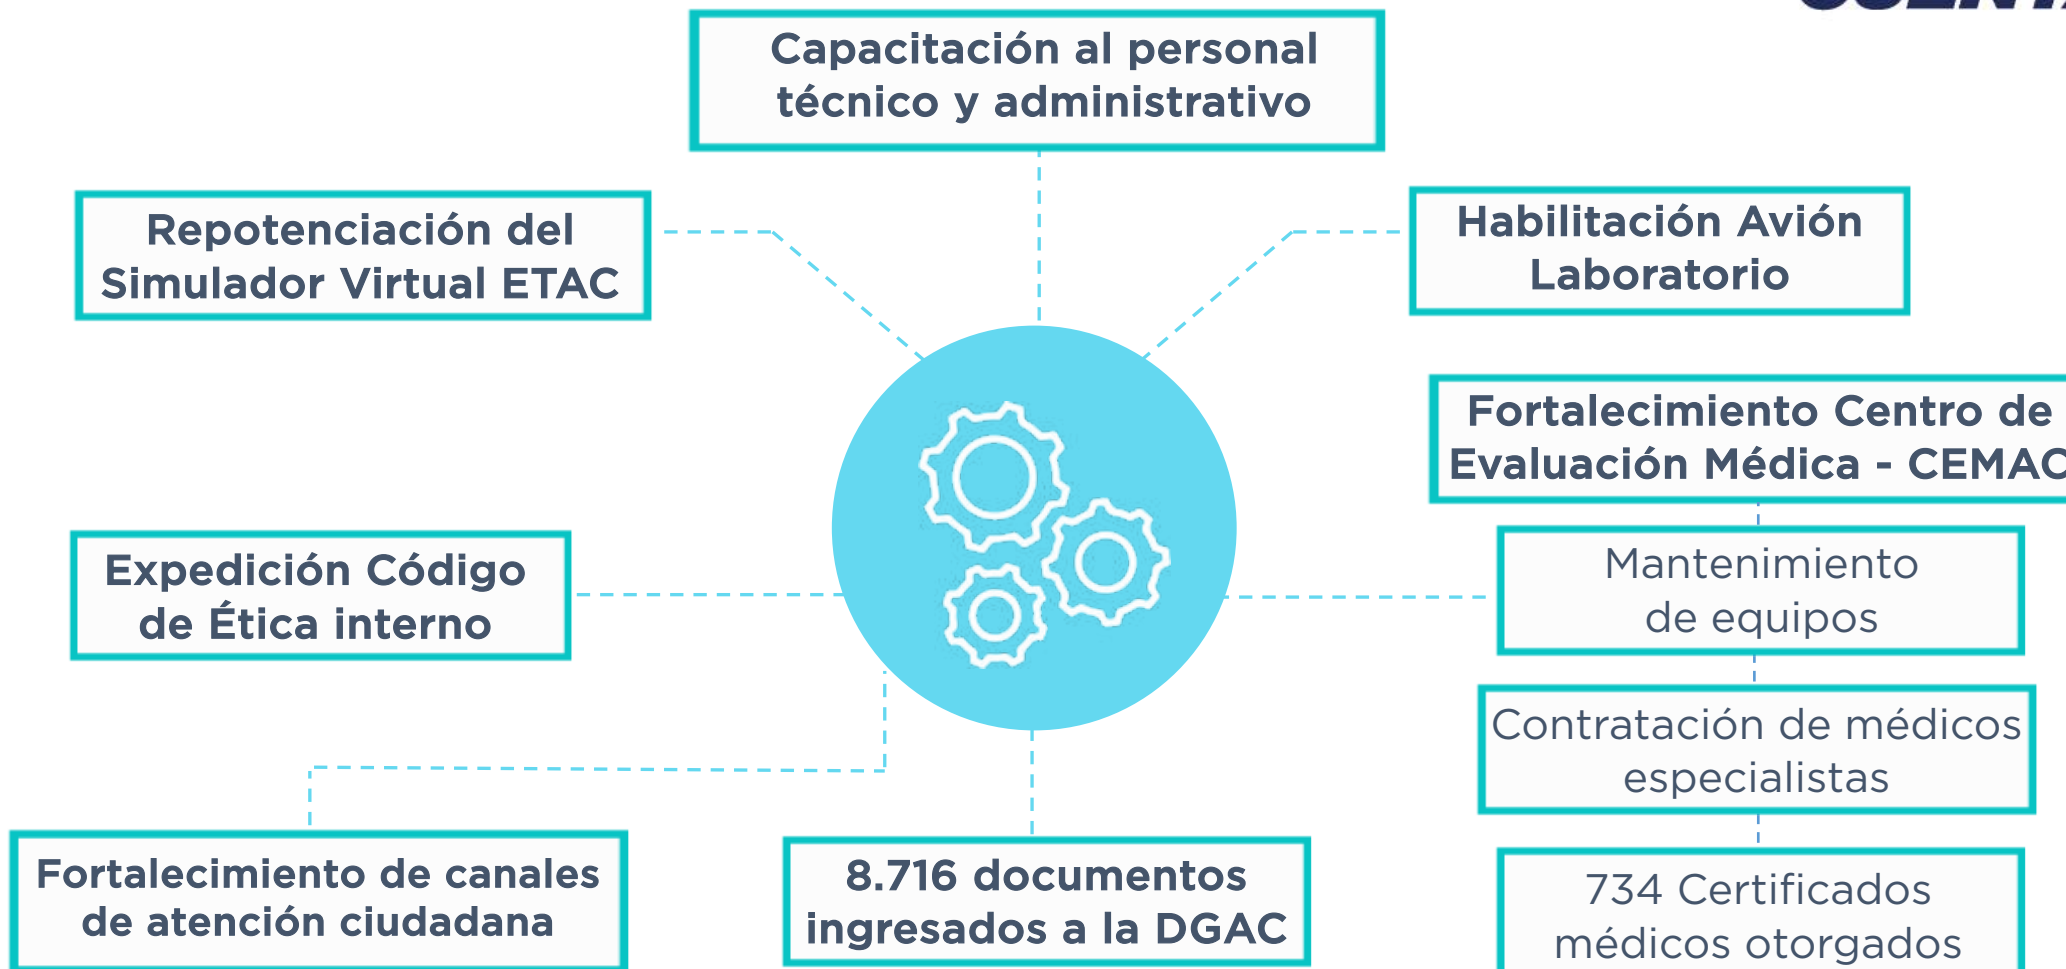 Capacitación al personal
técnico y administrativo
Repotenciación del
Simulador Virtual ETAC
Habilitación Avión
Laboratorio
Fortalecimiento Centro de
Evaluación Médica - CEMAC
Expedición Código
de Ética interno
Mantenimiento
de equipos
Contratación de médicos
especialistas
Fortalecimiento de canales
de atención ciudadana
8.716 documentos
ingresados a la DGAC
734 Certificados
médicos otorgados